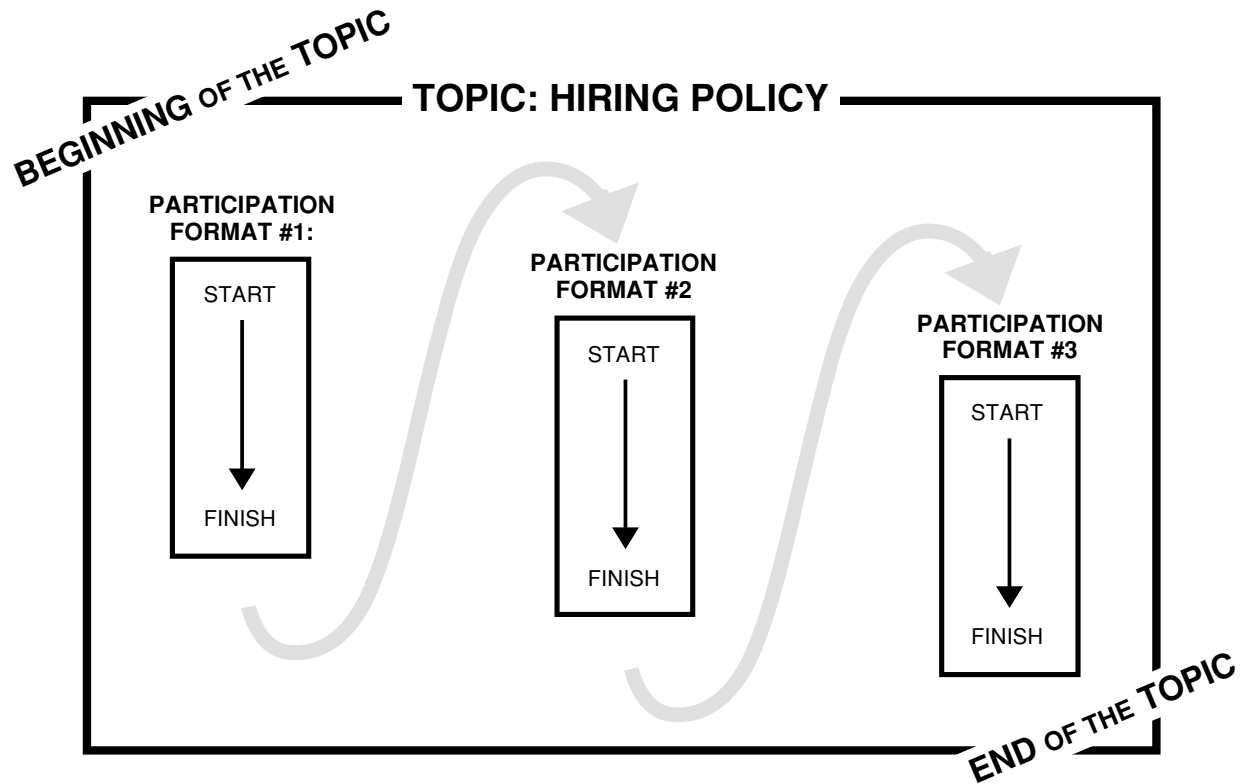 BEGINNING OF THE TOPIC
TOPIC: HIRING POLICY
PARTICIPATION
FORMAT #1:
START
FINISH
PARTICIPATION
FORMAT #2
START
FINISH
PARTICIPATION
FORMAT #3
START
FINISH
END OF THE TOPIC